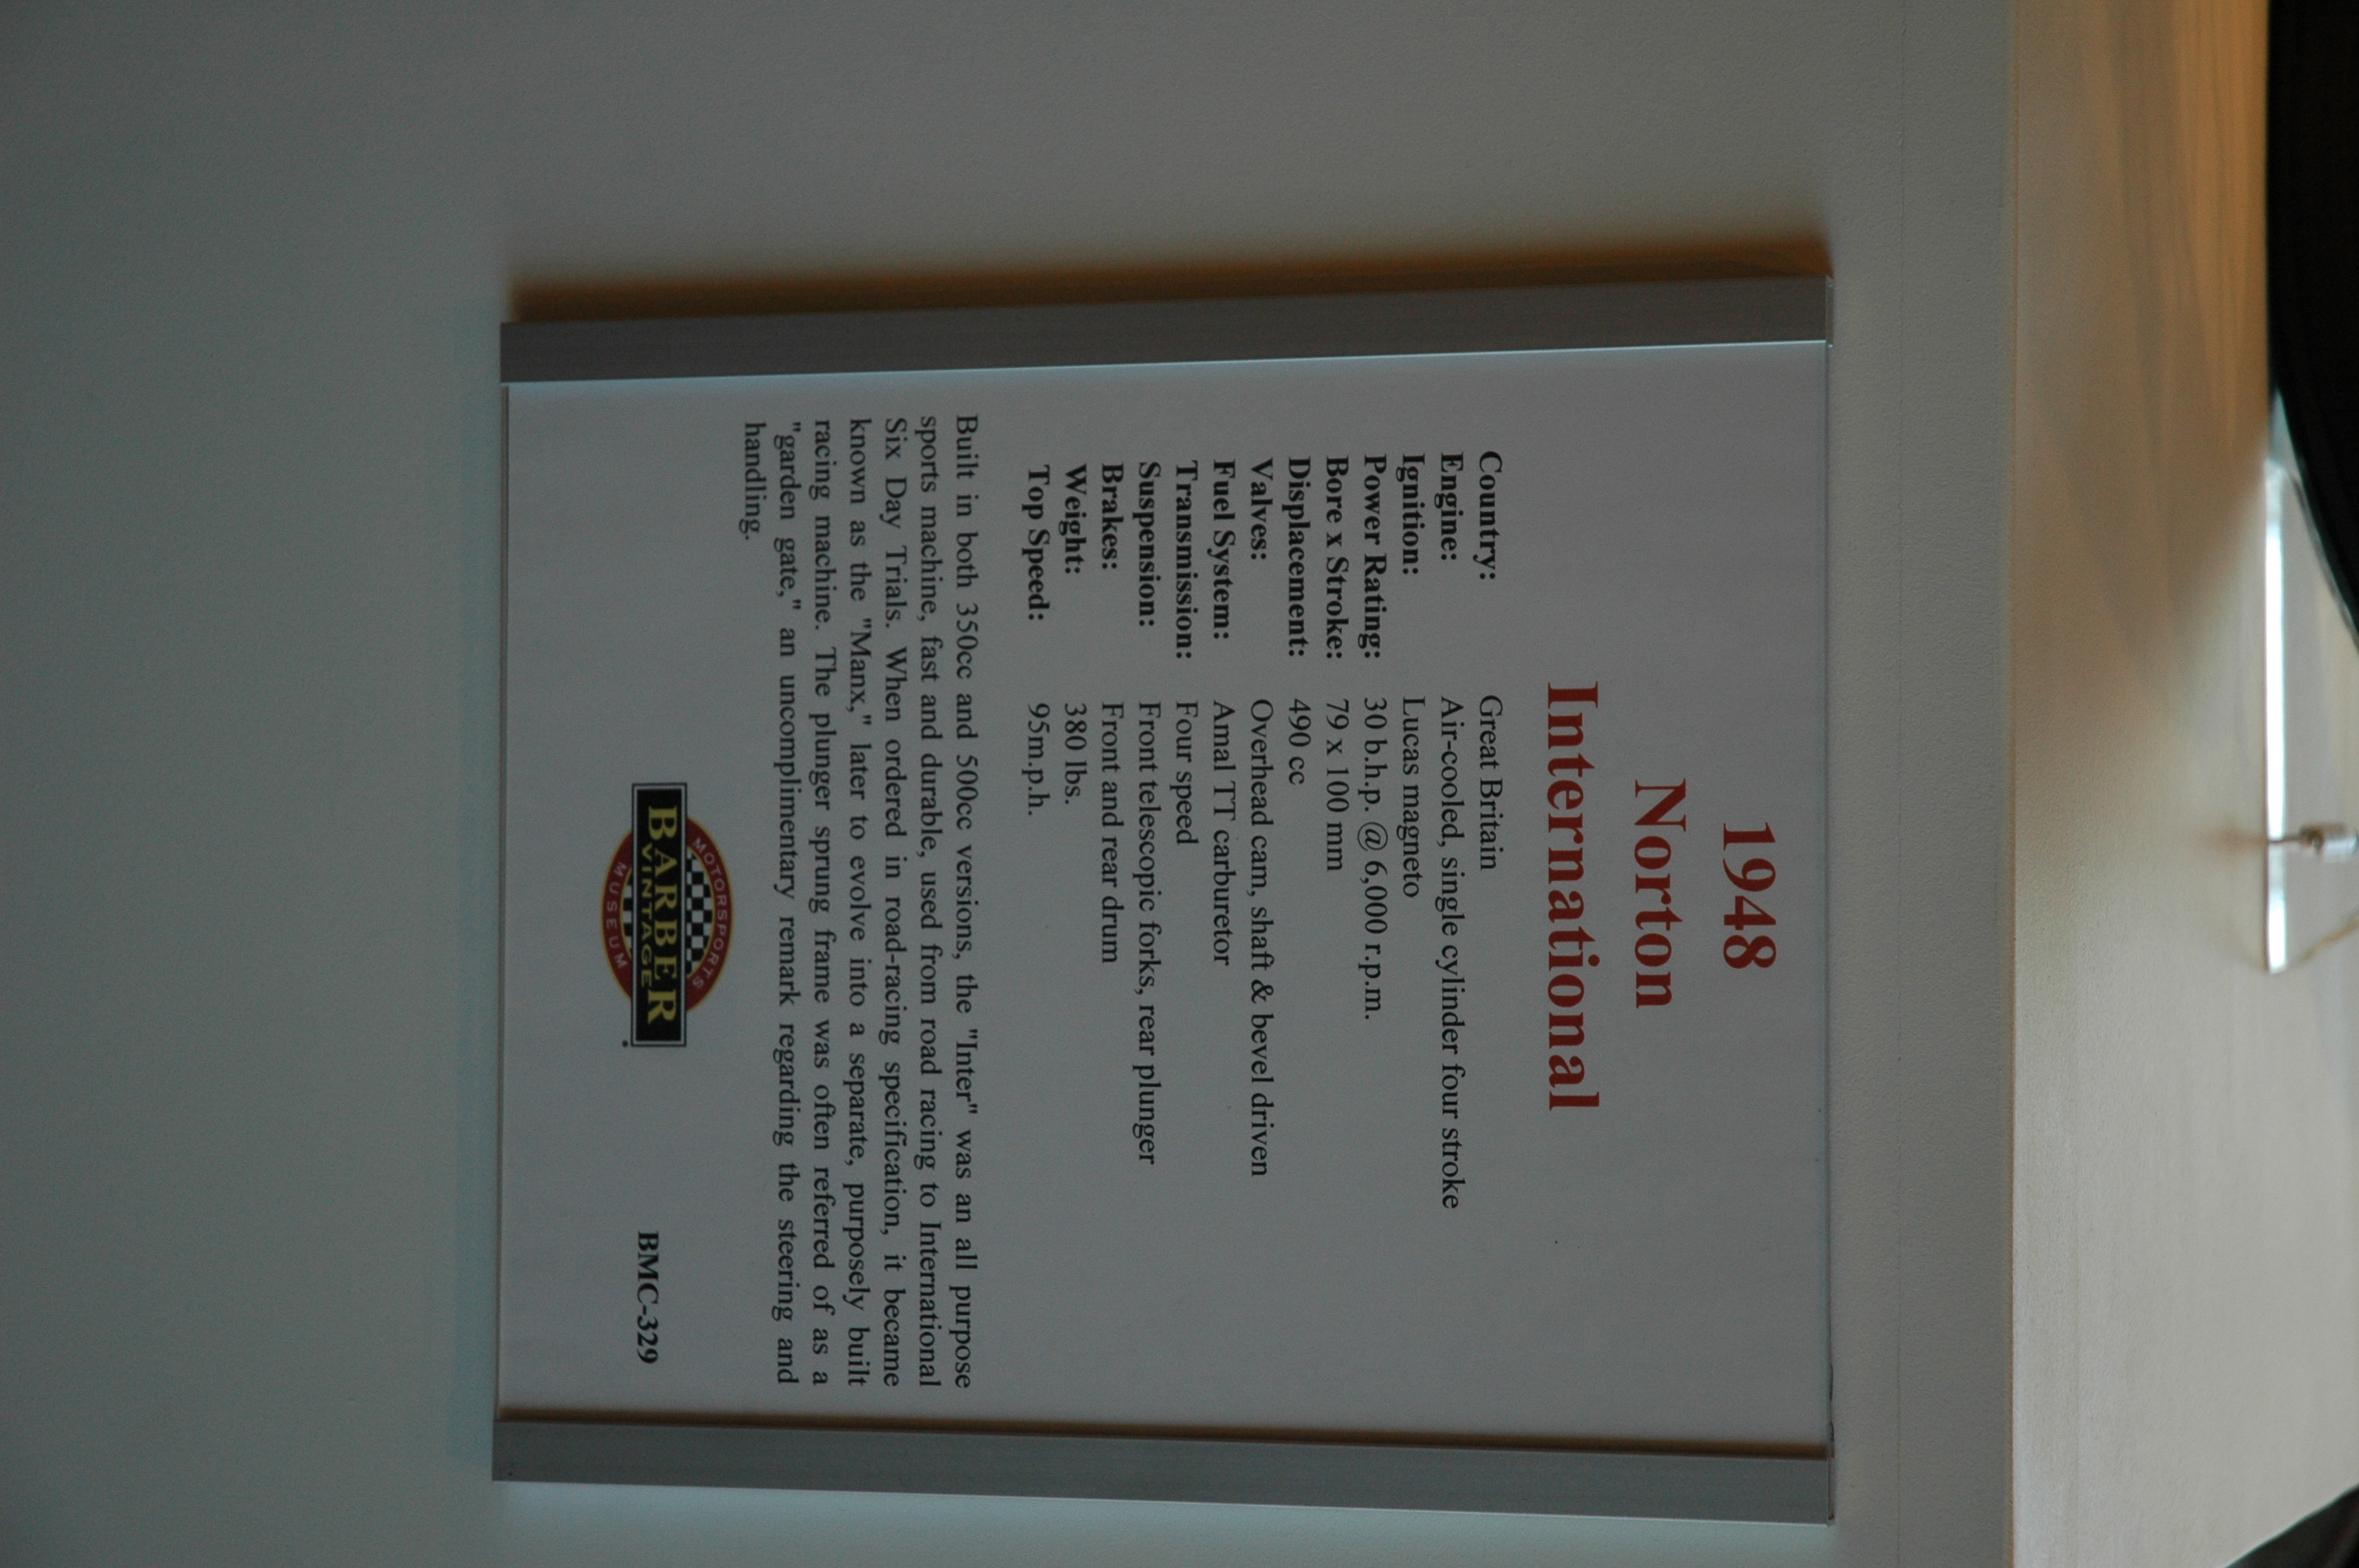 1948
Norton
International
Country: Great Britain
Engine: Air-cooled, single cylinder four stroke
Ignition: Lucas magneto
Power Rating: 30 b.h.p. @ 6,000 r.p.m.
Bore x Stroke: 79 x 100 mm
Displacement: 490 cc
Valves: Overhead cam, shaft & bevel driven
Fuel System: Amal TT carburetor
Transmission: Four speed
Suspension: Front telescopic forks, rear plunger
Brakes: Front and rear drum
Weight: 380 lbs.
Top Speed: 95m.p.h.
Built in both 350cc and 500cc versions, the "Inter" was an all purpose
sports machine, fast and durable, used from road racing to International
Six Day Trials. When ordered in road-racing specification, it became
known as the "Manx," later to evolve into a separate, purposely built
racing machine. The plunger sprung frame was often referred of as a
"garden gate," an uncomplimentary remark regarding the steering and
handling.
MOTORSPORTS
BARBER
VINTAGE
MUSEUM
BMC-329